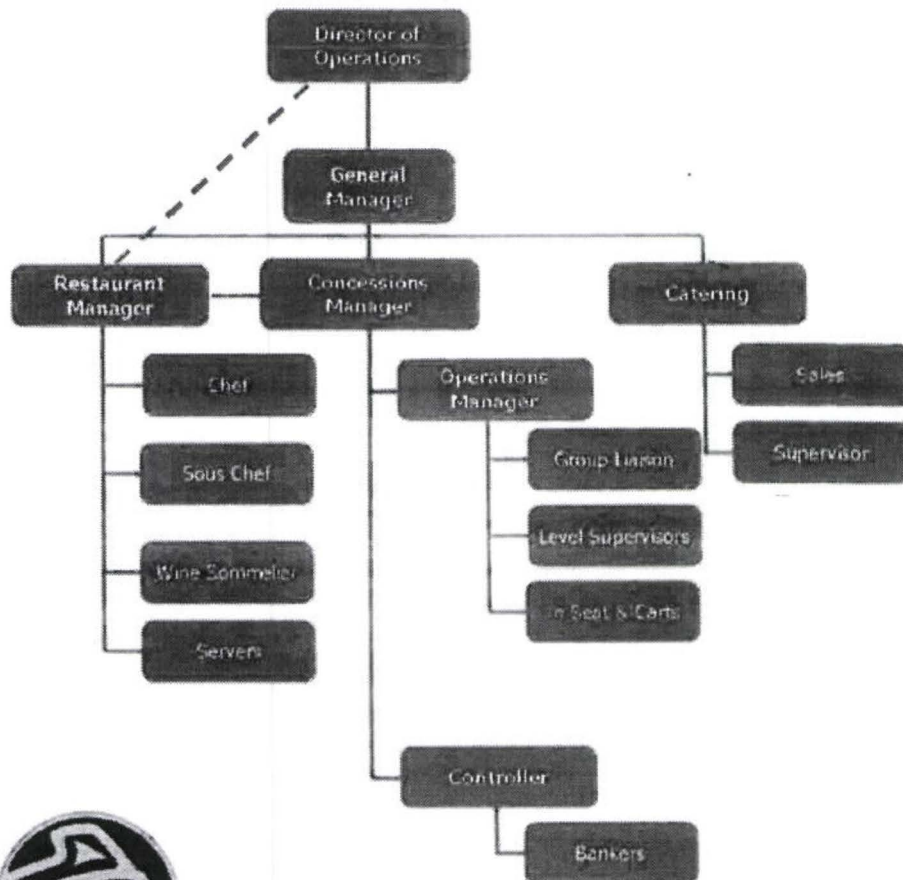 Director of
Operations
General
Manager
Restaurant
Manager
Concessions
Manager
Catering
Chef
Sous Chef
Wine Sommelier
Servers
Operations
Manager
Group Liaison
Level Supervisors
In Seat & Carts
Sales
Supervisor
Controller
Bankers